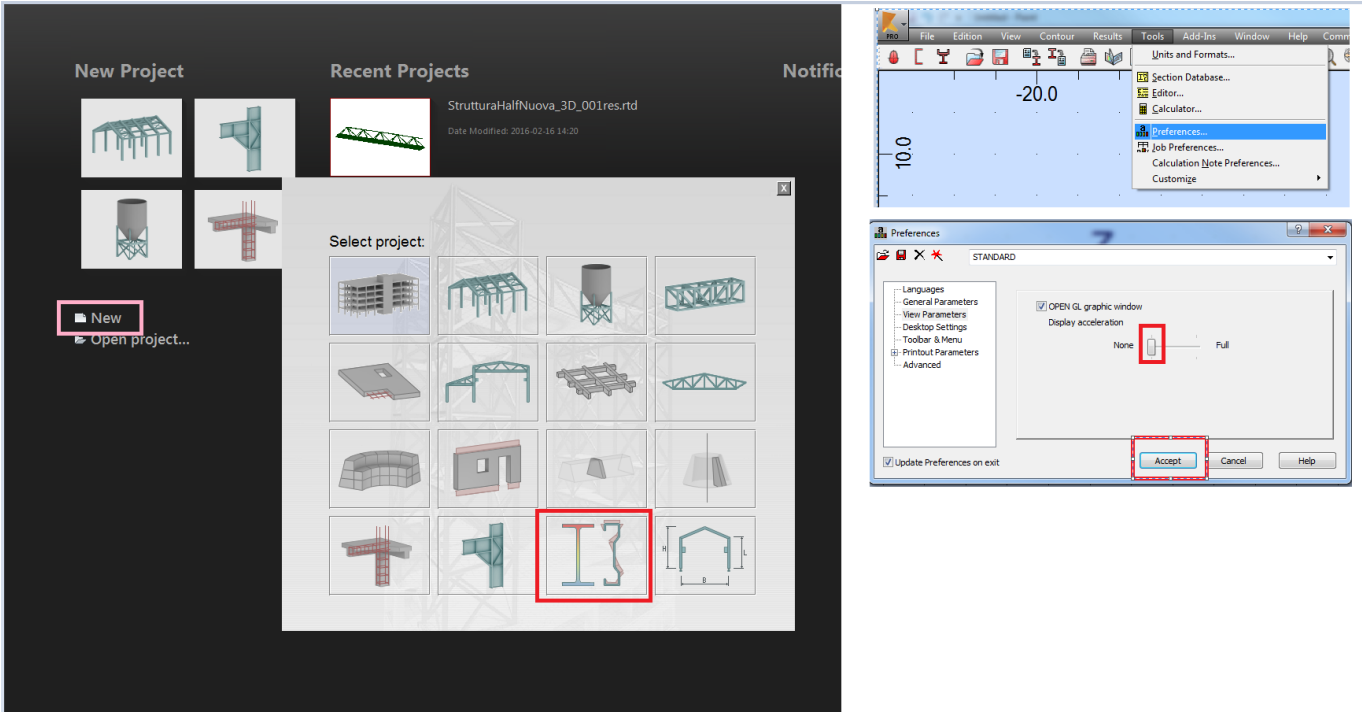 New Project
Recent Projects
Notific
StrutturaHalfNuova_3D_001res.rtd
Date Modified: 2016-02-16 14:20
X
Select project:
New
Open project...
H
L
B
PRO
File Edition View Contour Results Tools Add-Ins Window Help Comm
Units and Formats...
Section Database...
Editor...
Calculator...
Preferences...
Job Preferences...
Calculation Note Preferences...
Customize
-20.0
10.0
Preferences
STANDARD
Languages
General Parameters
View Parameters
Desktop Settings
Toolbar & Menu
Printout Parameters
Advanced
OPEN GL graphic window
Display acceleration
None Full
Update Preferences on exit
Accept Cancel Help